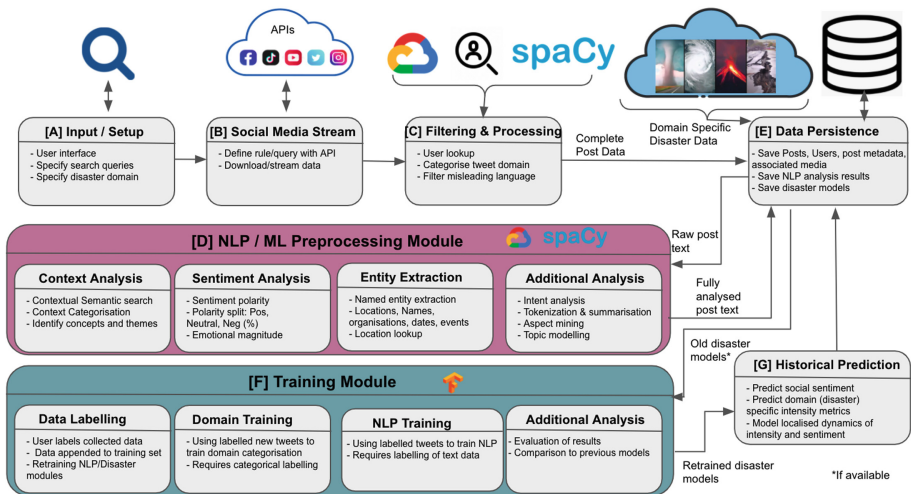 APIs
spaCy
[A] Input / Setup
- User interface
- Specify search queries
- Specify disaster domain
[B] Social Media Stream
- Define rule/query with API
- Download/stream data
[C] Filtering & Processing
- User lookup
- Categorise tweet domain
- Filter misleading language
Complete
Post Data
Domain Specific
Disaster Data
[E] Data Persistence
- Save Posts, Users, post metadata,
associated media
- Save NLP analysis results
- Save disaster models
[D] NLP / ML Preprocessing Module
spaCy
Raw post
text
Context Analysis
- Contextual Semantic search
- Context Categorisation
- Identify concepts and themes
Sentiment Analysis
- Sentiment polarity
- Polarity split: Pos,
Neutral, Neg (%)
- Emotional magnitude
Entity Extraction
- Named entity extraction
- Locations, Names,
organisations, dates, events
- Location lookup
Additional Analysis
- Intent analysis
- Tokenization & summarisation
- Aspect mining
- Topic modelling
Fully
analysed
post text
Old disaster
models*
[F] Training Module
Data Labelling
- User labels collected data
- Data appended to training set
- Retraining NLP/Disaster
modules
Domain Training
- Using labelled new tweets to
train domain categorisation
- Requires categorical labelling
NLP Training
- Using labelled tweets to train NLP
- Requires labelling of text data
Additional Analysis
- Evaluation of results
- Comparison to previous models
[G] Historical Prediction
- Predict social sentiment
- Predict domain (disaster)
specific intensity metrics
- Model localised dynamics of
intensity and sentiment
Retrained disaster
models
*If available